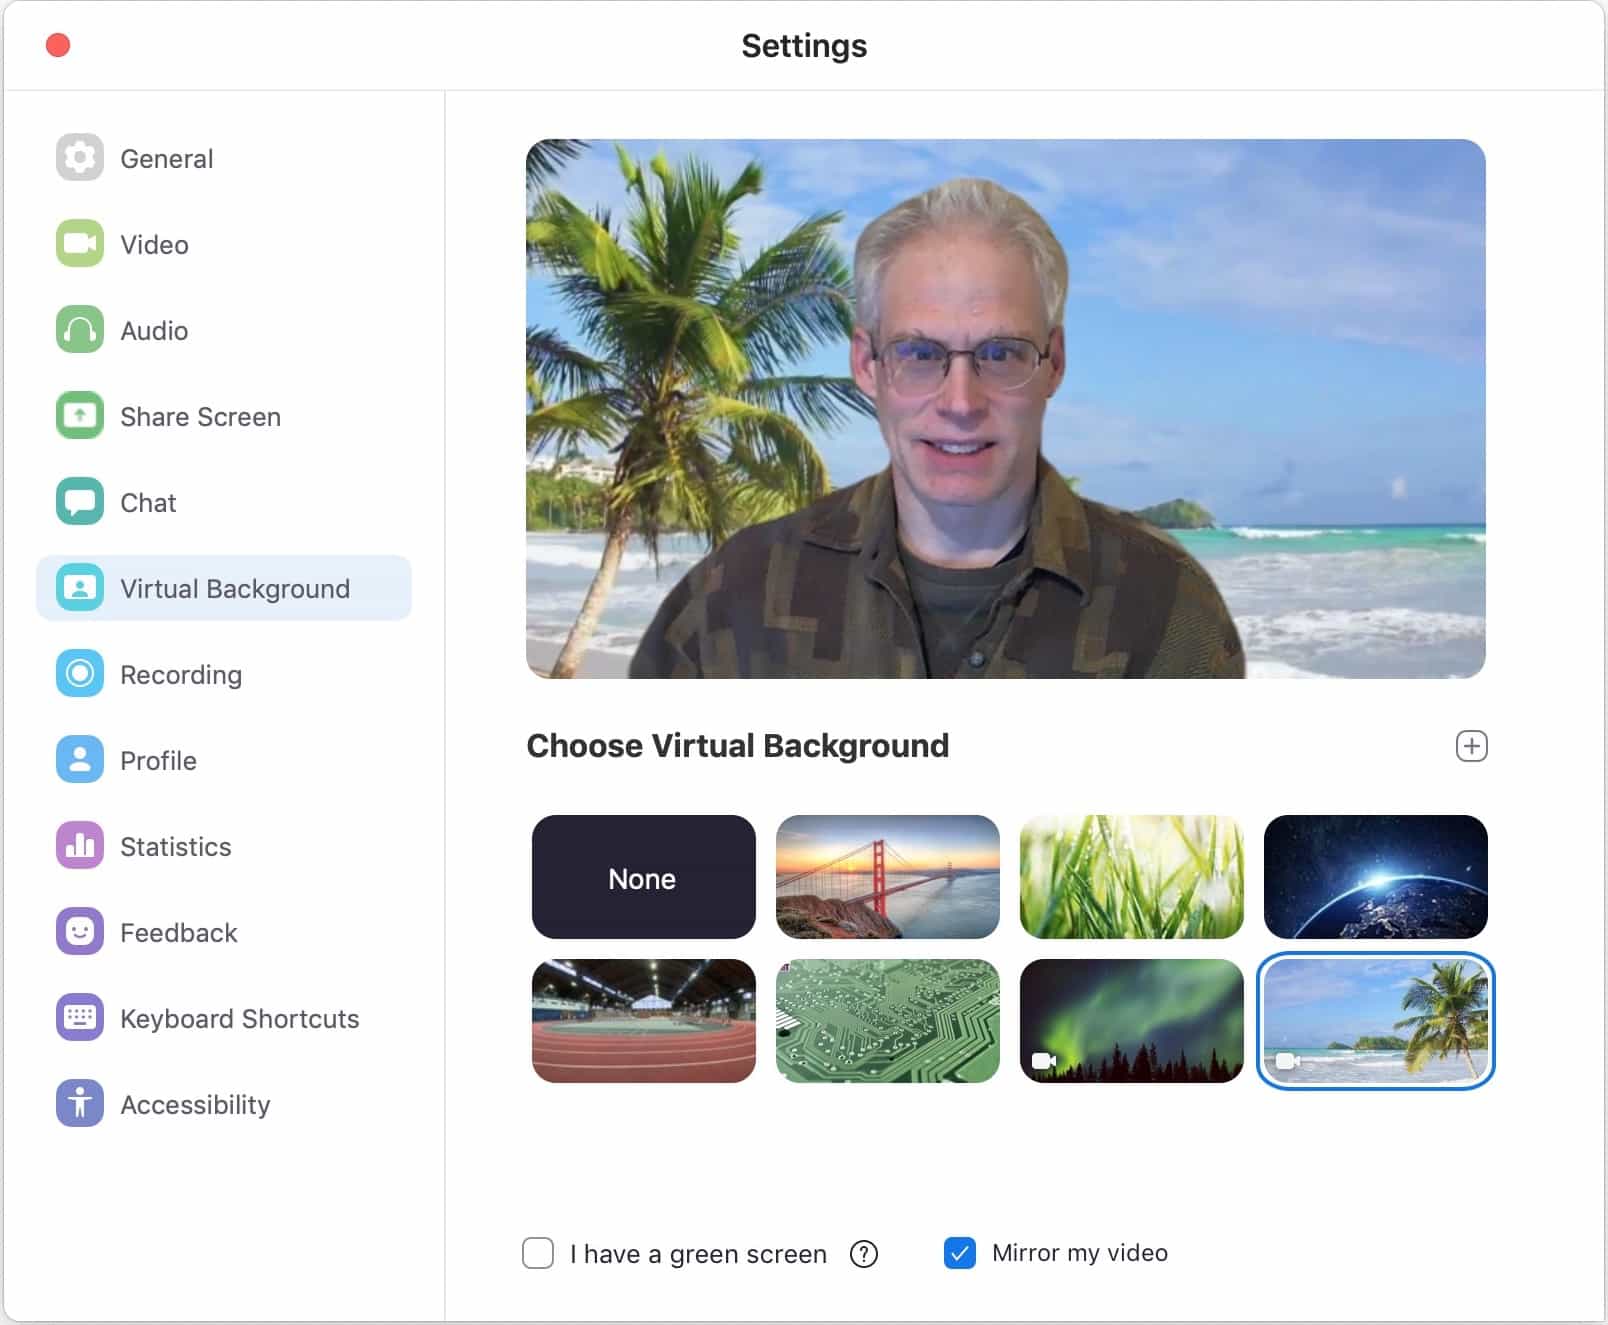 Settings
General
Video
Audio
Share Screen
Chat
Virtual Background
Recording
Profile
Statistics
Feedback
Keyboard Shortcuts
Accessibility
Choose Virtual Background
None
I have a green screen
Mirror my video